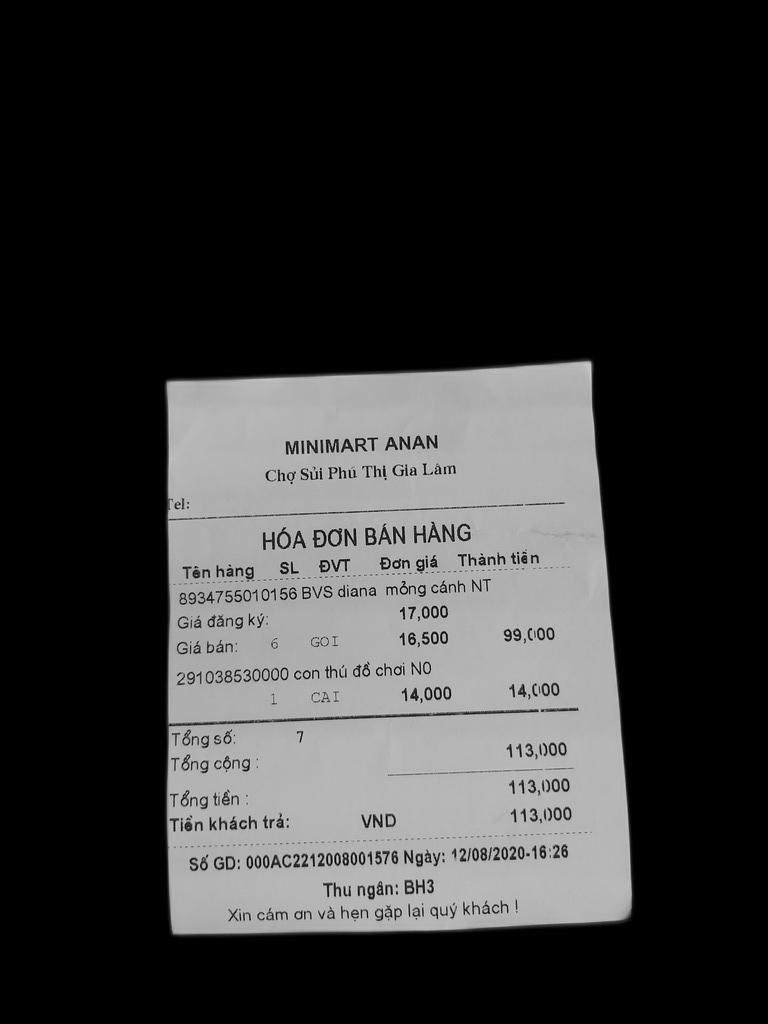 MINIMART ANAN
Chợ Sủi Phú Thị Gia Lâm
Tel:
HÓA ĐƠN BÁN HÀNG
Tên hàng SL ĐVT Đơn giá Thành tiền
8934755010156 BVS diana mỏng cánh NT
Giá đăng ký: 17,000
Giá bán: 6 GOI 16,500 99,000
291038530000 con thú đồ chơi N0
1 CAI 14,000 14,000
Tổng số: 7
Tổng cộng : 113,000
Tổng tiền : 113,000
Tiền khách trả: VND 113,000
Số GD: 000AC2212008001576 Ngày: 12/08/2020-16:26
Thu ngân: BH3
Xin cám ơn và hẹn gặp lại quý khách !